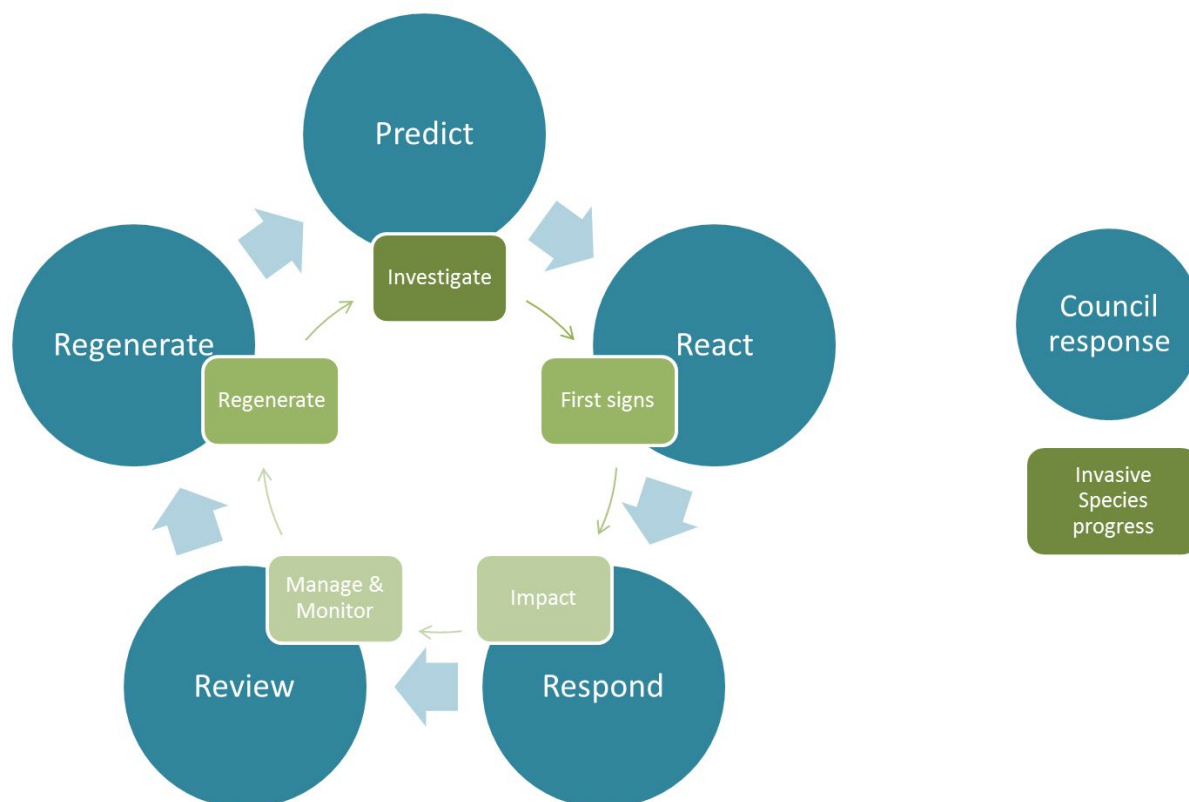 Predict
Investigate
React
First signs
Respond
Impact
Review
Manage &
Monitor
Regenerate
Regenerate
Council
response
Invasive
Species
progress